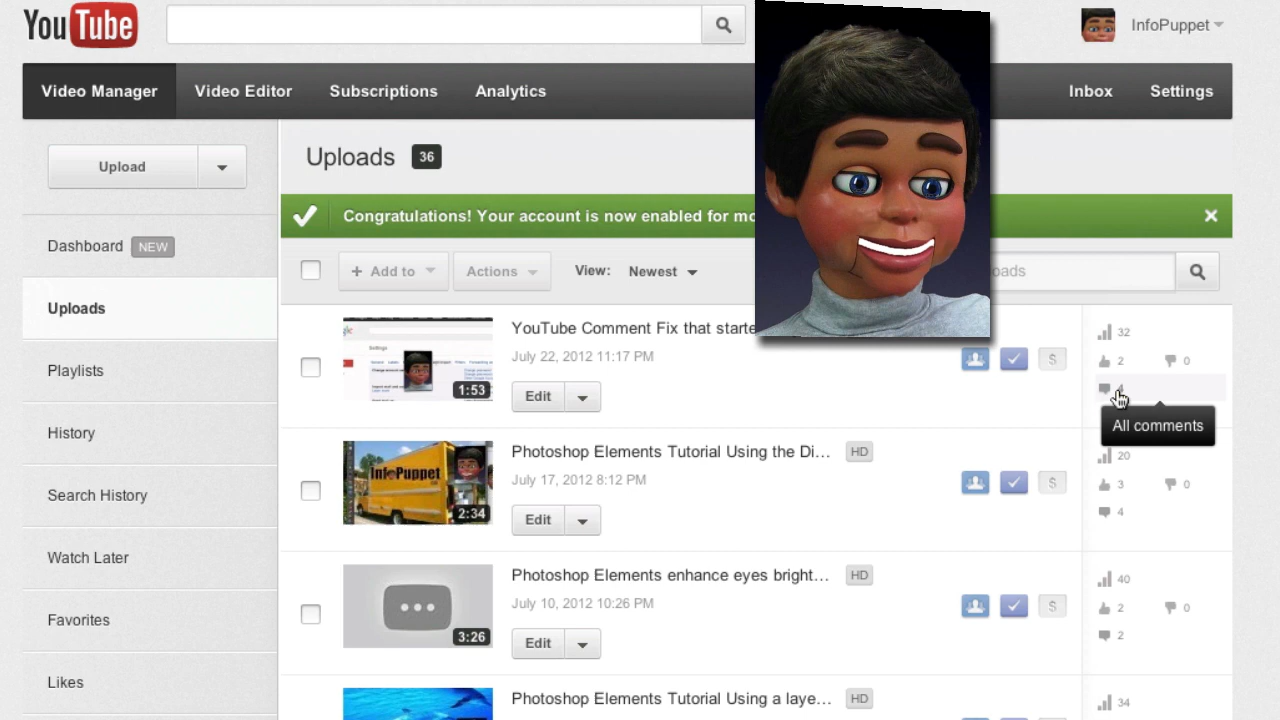 YouTube
InfoPuppet
Video Manager
Video Editor
Subscriptions
Analytics
Inbox
Settings
Upload
Uploads 36
Congratulations! Your account is now enabled for
Dashboard NEW
+ Add to
Actions
View:
Newest
Uploads
YouTube Comment Fix that
32
July 22, 2012 11:17 PM
2
0
1:53
Edit
4
All comments
Playlists
Photoshop Elements Tutorial Using the Di...
HD
20
History
InfoPuppet
July 17, 2012 8:12 PM
3
0
2:34
Edit
4
Search History
Watch Later
Photoshop Elements enhance eyes bright...
HD
40
July 10, 2012 10:26 PM
2
0
3:26
Edit
2
Favorites
Likes
Photoshop Elements Tutorial Using a laye...
HD
34